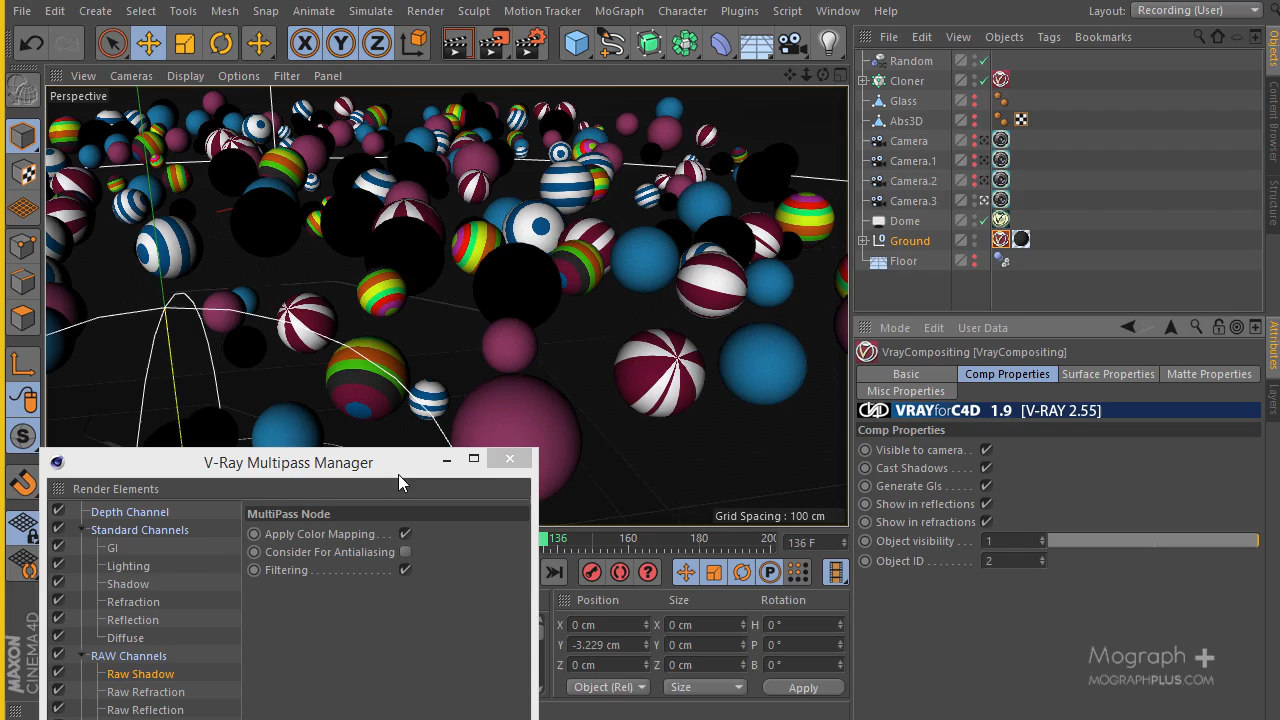 File Edit Create Select Tools Mesh Snap Animate Simulate Render Sculpt Motion Tracker MoGraph Character Plugins Script Window Help Layout: Recording (User)
File Edit View Objects Tags Bookmarks
View Cameras Display Options Filter Panel
Perspective
Random
Cloner
Glass
Abs3D
Camera
Camera.1
Camera.2
Camera.3
Dome
Ground
Floor
Objects
Content Browser
Structure
Mode Edit User Data
VrayCompositing [VrayCompositing]
Basic Comp Properties Surface Properties Matte Properties
Misc Properties
VRAYforC4D 1.9 [V-RAY 2.55]
Comp Properties
Visible to camera. .
Cast Shadows . . . .
Generate GIs . . . . .
Show in reflections
Show in refractions
Object visibility . . . 1
Object ID . . . . . . . . 2
Attributes
Layers
Grid Spacing : 100 cm
136 160 180 200 136 F
Position Size Rotation
X 0 cm X 0 cm H 0 °
Y -3.229 cm Y 0 cm P 0 °
Z 0 cm Z 0 cm B 0 °
Object (Rel) Size Apply
V-Ray Multipass Manager
Render Elements
Depth Channel
Standard Channels
GI
Lighting
Shadow
Refraction
Reflection
Diffuse
RAW Channels
Raw Shadow
Raw Refraction
Raw Reflection
MultiPass Node
Apply Color Mapping. . .
Consider For Antialiasing
Filtering . . . . . . . . . . . . . .
MAXON
CINEMA 4D
Mograph +
MOGRAPHPLUS.COM